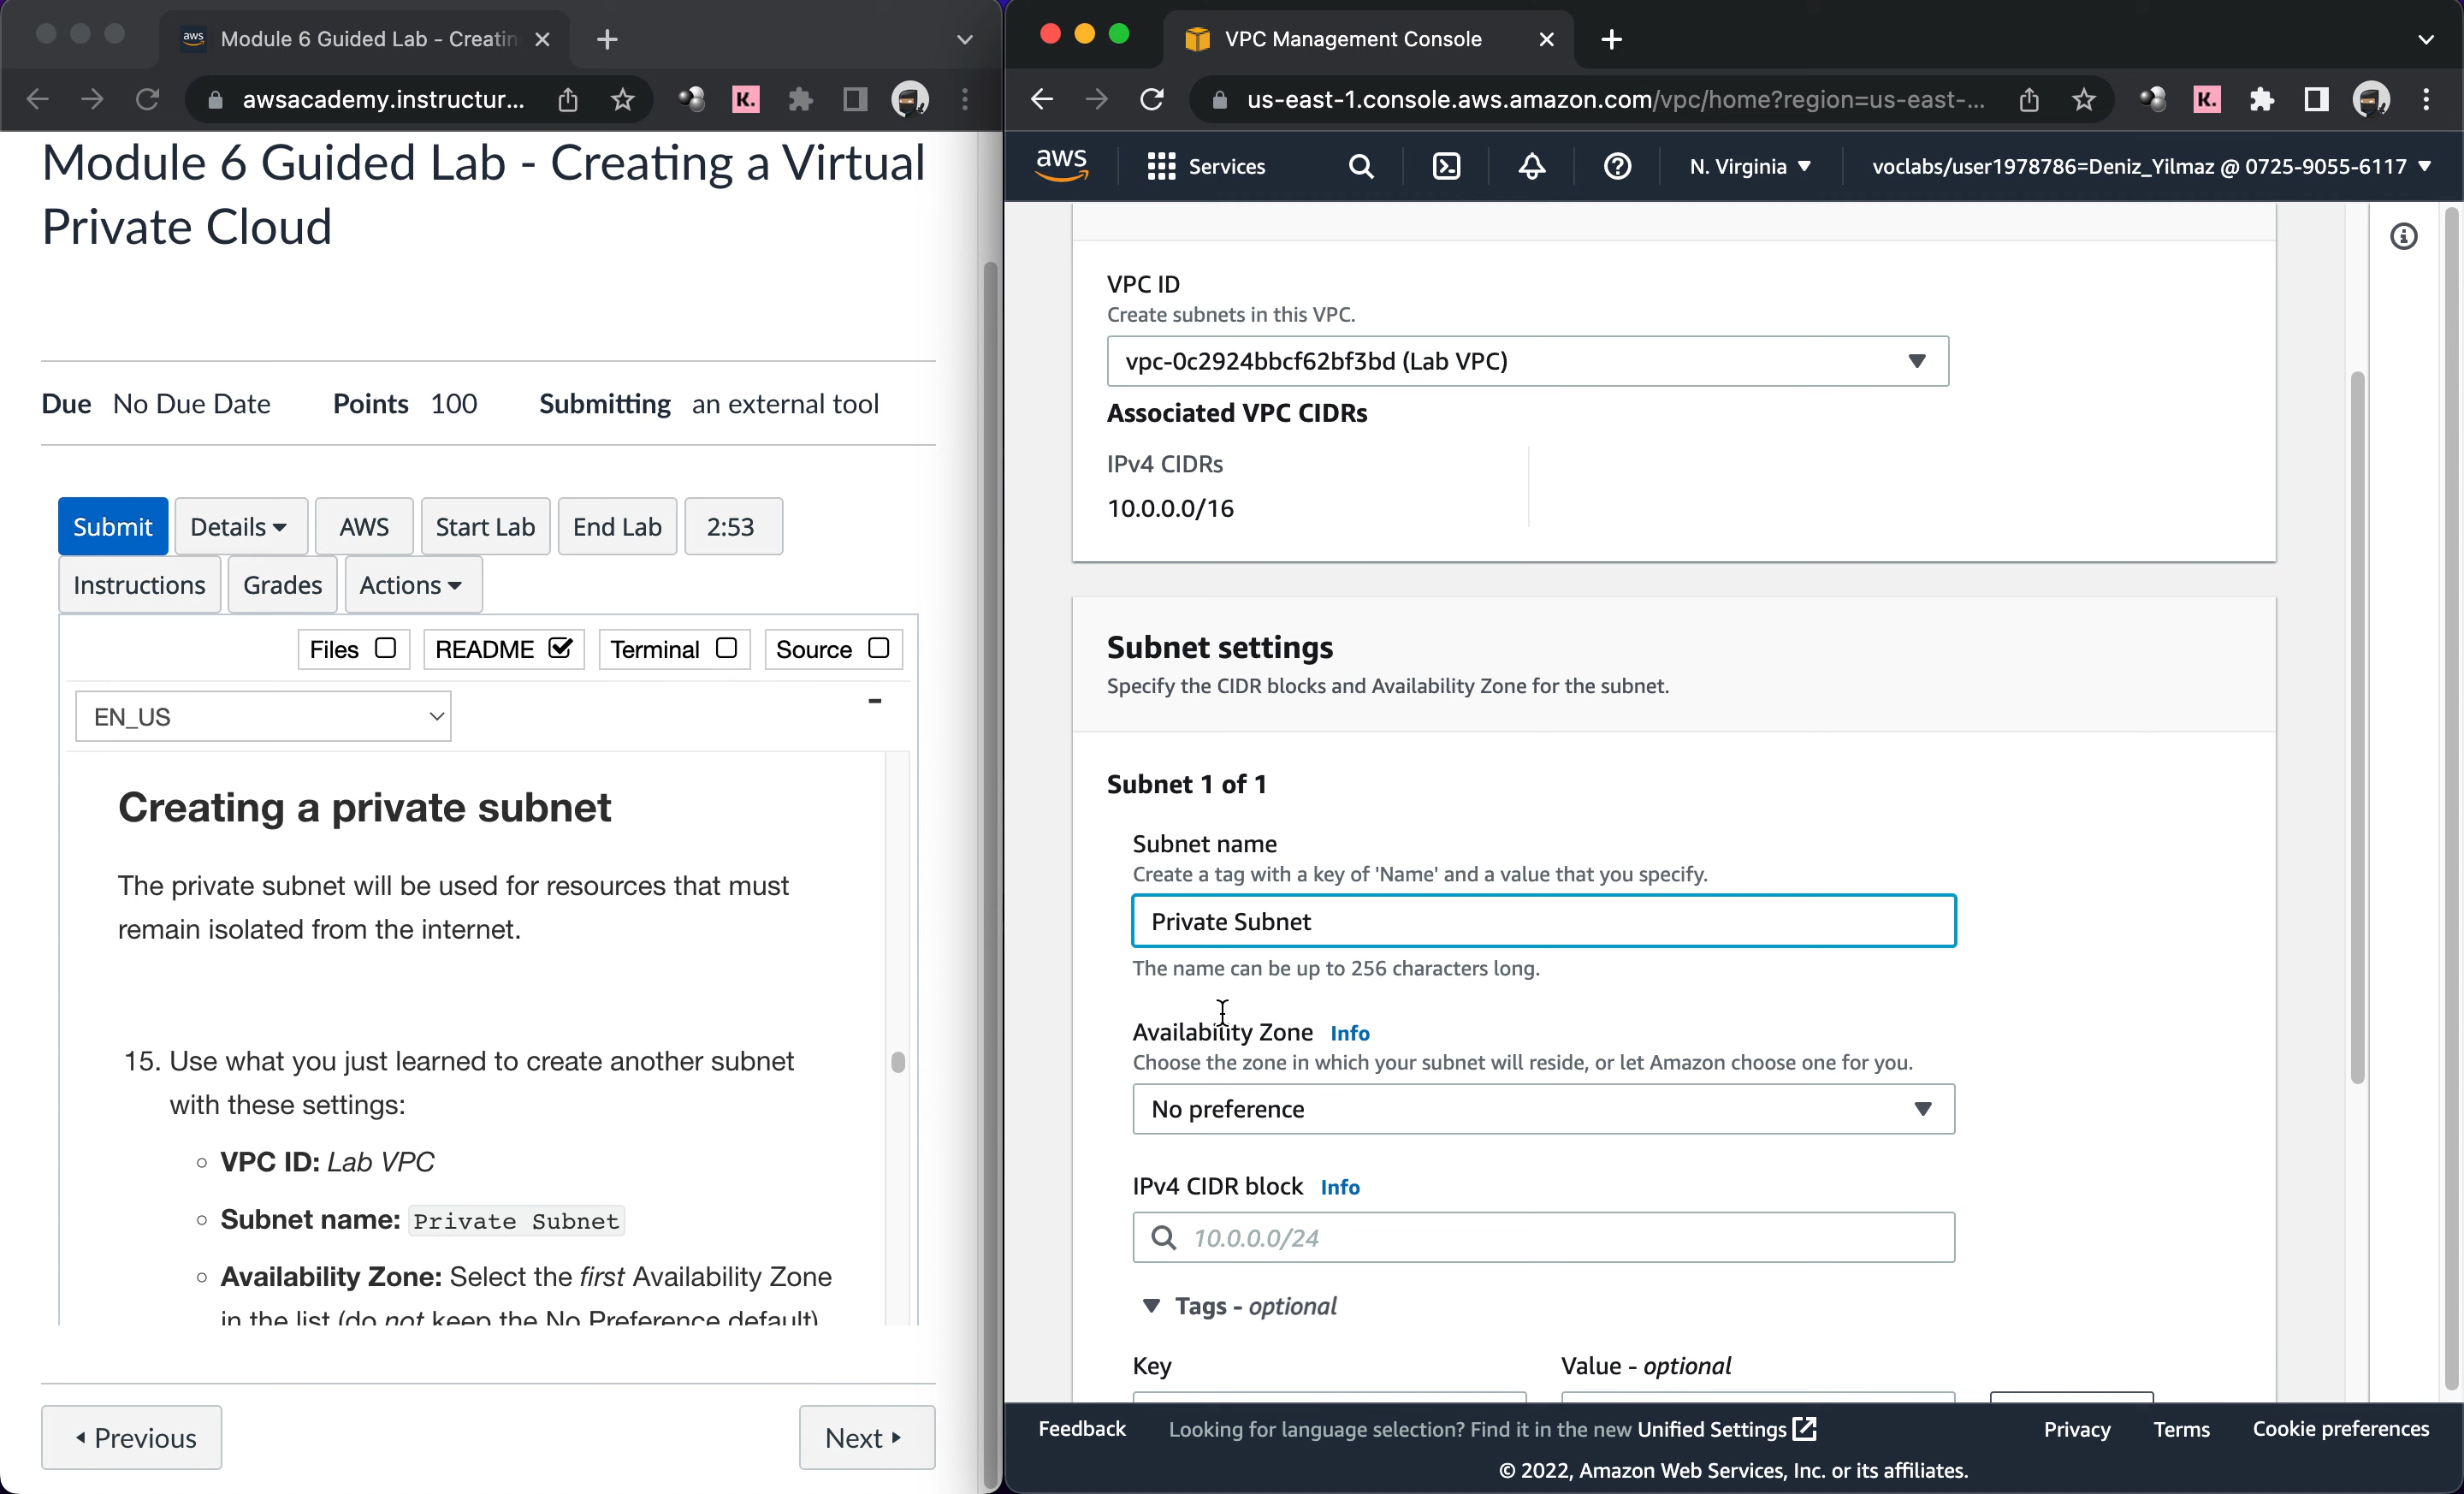 aws Module 6 Guided Lab - Creatin
awsacademy.instructur...
K.
Module 6 Guided Lab - Creating a Virtual
Private Cloud
Due No Due Date Points 100 Submitting an external tool
Submit Details AWS Start Lab End Lab 2:53
Instructions Grades Actions
Files README Terminal Source
EN_US
Creating a private subnet
The private subnet will be used for resources that must
remain isolated from the internet.
15. Use what you just learned to create another subnet
with these settings:
VPC ID: Lab VPC
Subnet name: Private Subnet
Availability Zone: Select the first Availability Zone
in the list (do not keep the No Preference default)
Previous Next
VPC Management Console
us-east-1.console.aws.amazon.com/vpc/home?region=us-east-...
K.
aws Services N. Virginia voclabs/user1978786=Deniz_Yilmaz @ 0725-9055-6117
VPC ID
Create subnets in this VPC.
vpc-0c2924bbcf62bf3bd (Lab VPC)
Associated VPC CIDRs
IPv4 CIDRs
10.0.0.0/16
Subnet settings
Specify the CIDR blocks and Availability Zone for the subnet.
Subnet 1 of 1
Subnet name
Create a tag with a key of 'Name' and a value that you specify.
Private Subnet
The name can be up to 256 characters long.
Availability Zone Info
Choose the zone in which your subnet will reside, or let Amazon choose one for you.
No preference
IPv4 CIDR block Info
10.0.0.0/24
Tags - optional
Key Value - optional
Feedback Looking for language selection? Find it in the new Unified Settings Privacy Terms Cookie preferences
© 2022, Amazon Web Services, Inc. or its affiliates.